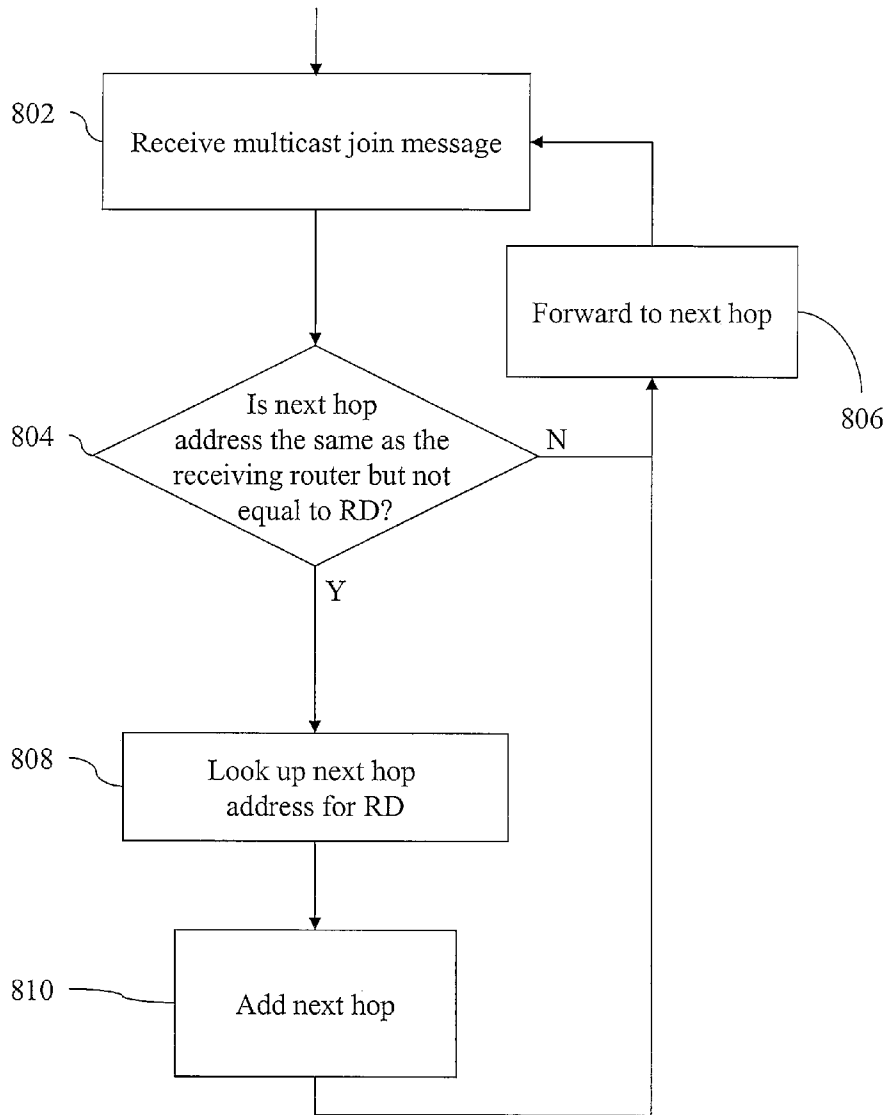 802
Receive multicast join message
Forward to next hop
806
804
Is next hop
address the same as the
receiving router but not
equal to RD?
N
Y
808
Look up next hop
address for RD
810
Add next hop